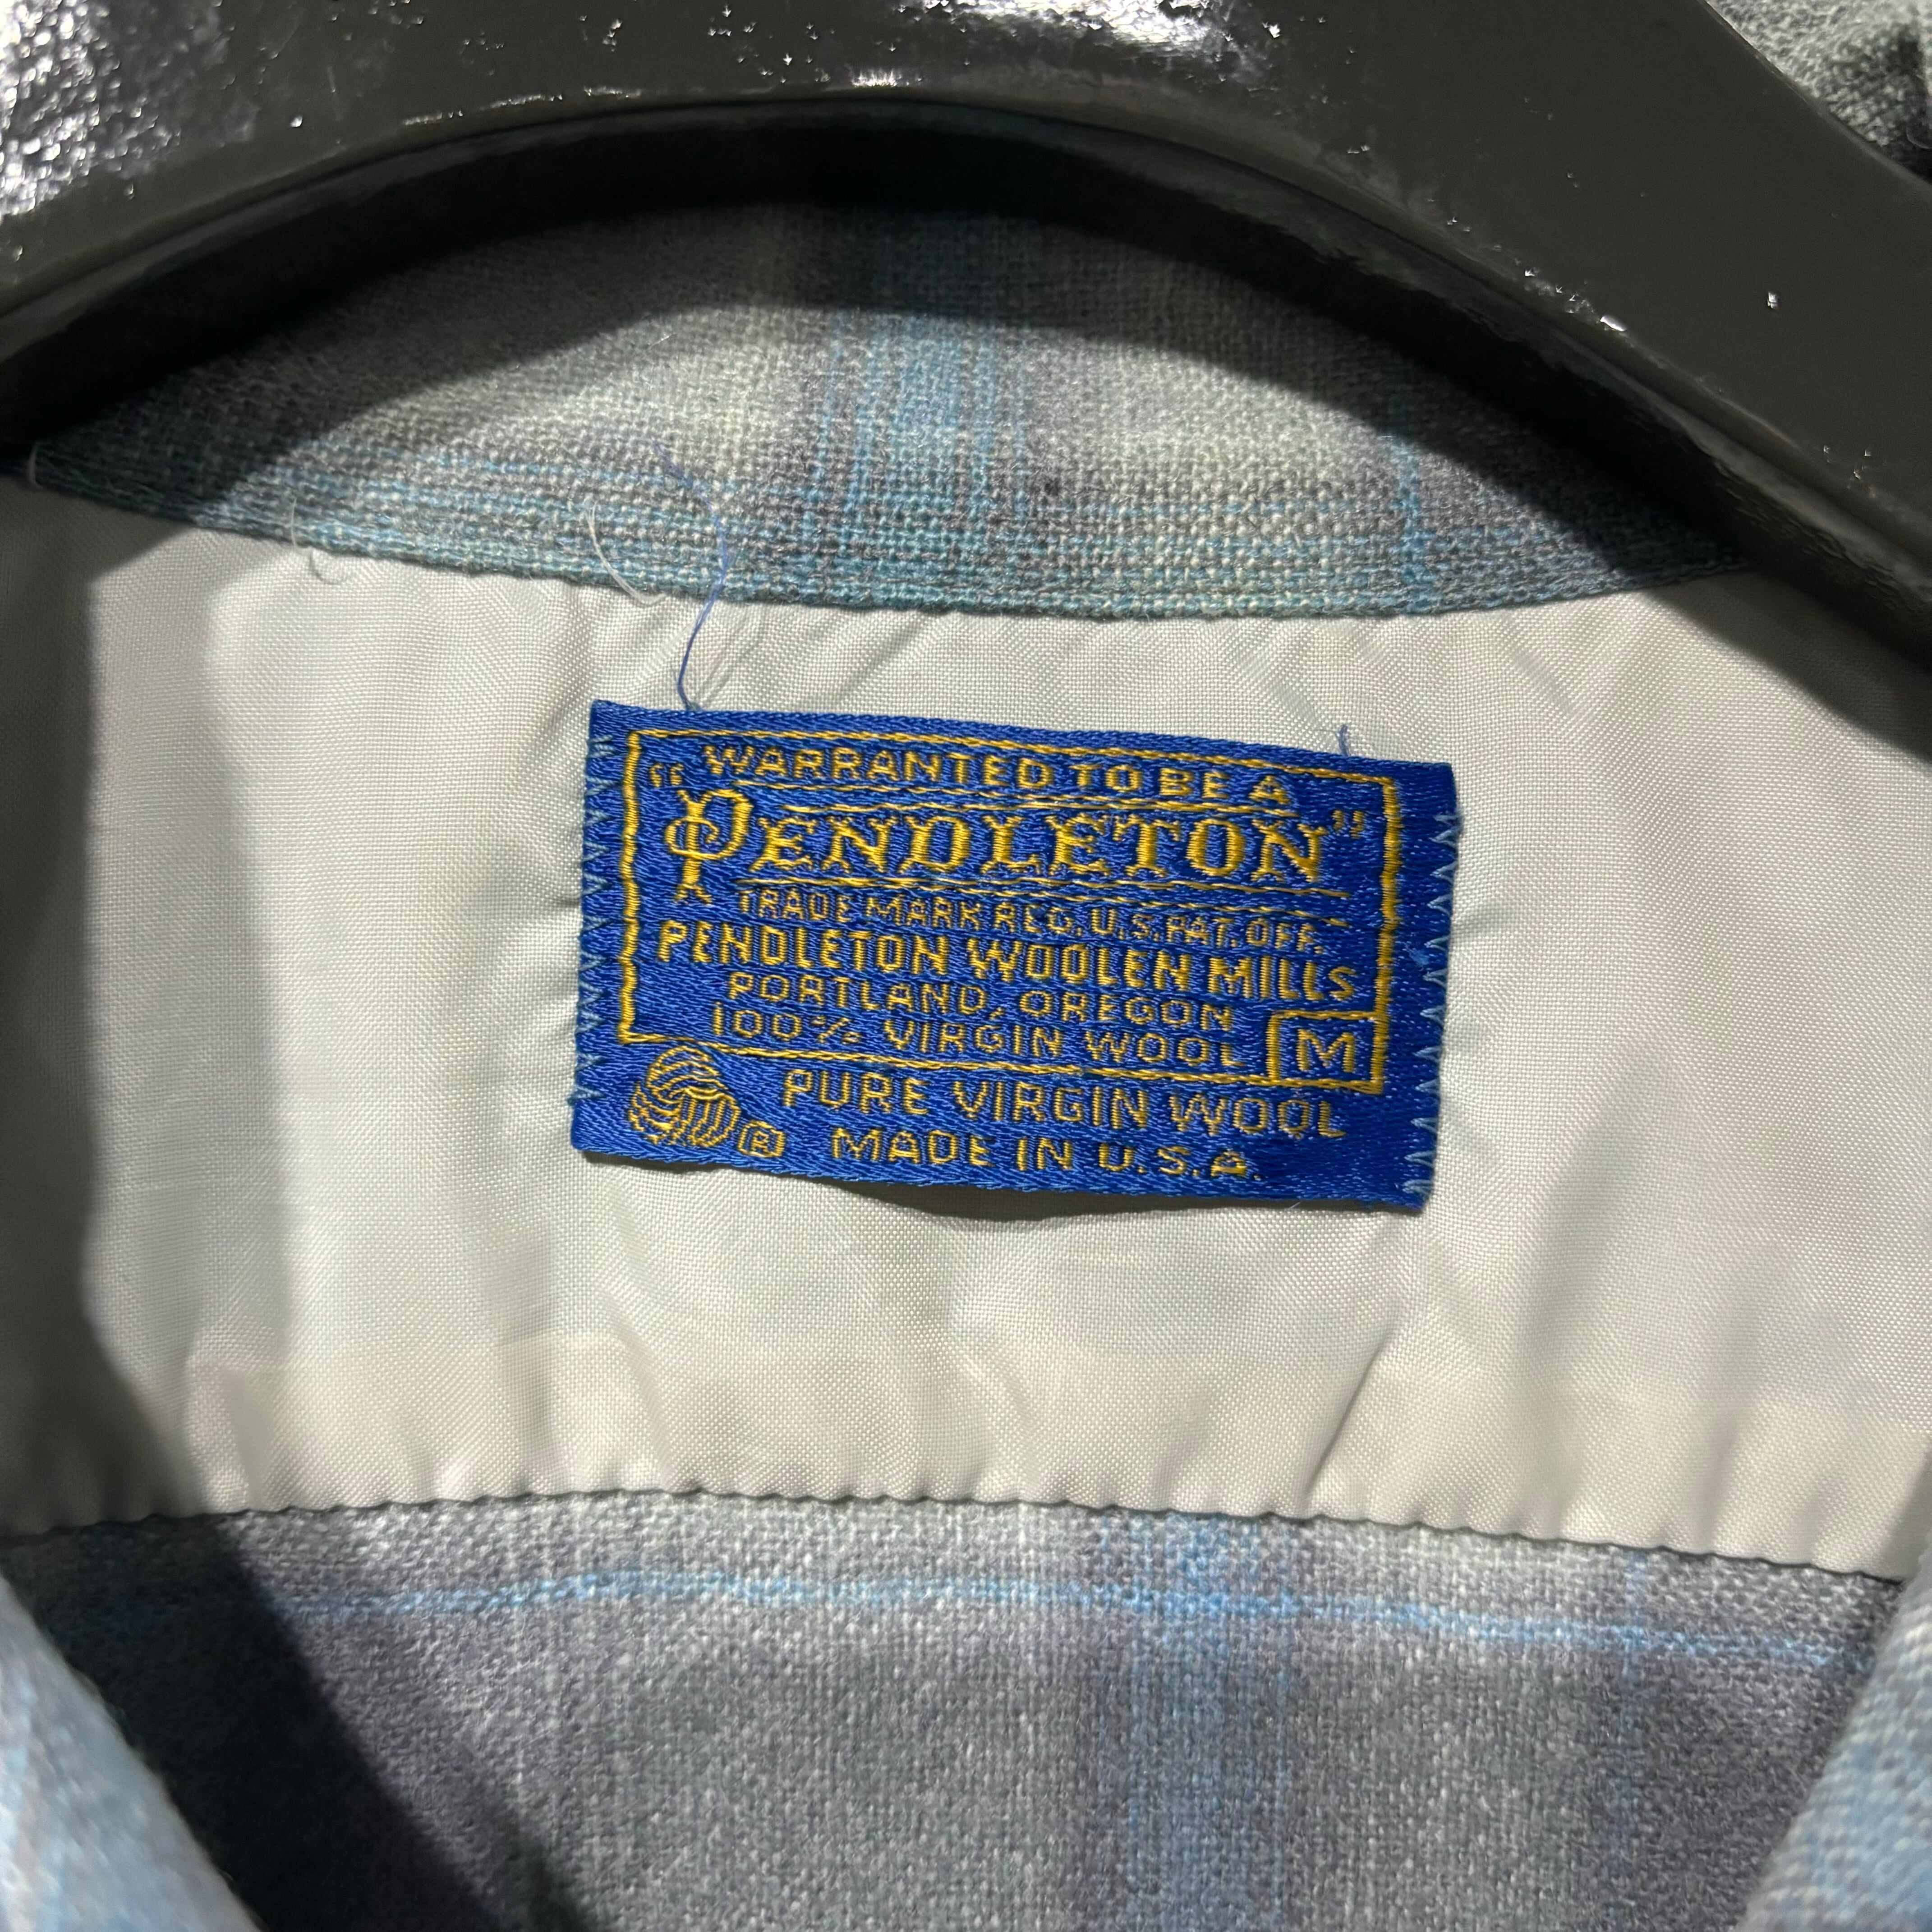 WARRANTED TO BE A
"PENDLETON"
TRADE MARK REG. U.S. PAT. OFF.
PENDLETON WOOLEN MILLS
PORTLAND, OREGON
100% VIRGIN WOOL M
PURE VIRGIN WOOL
® MADE IN U.S.A.